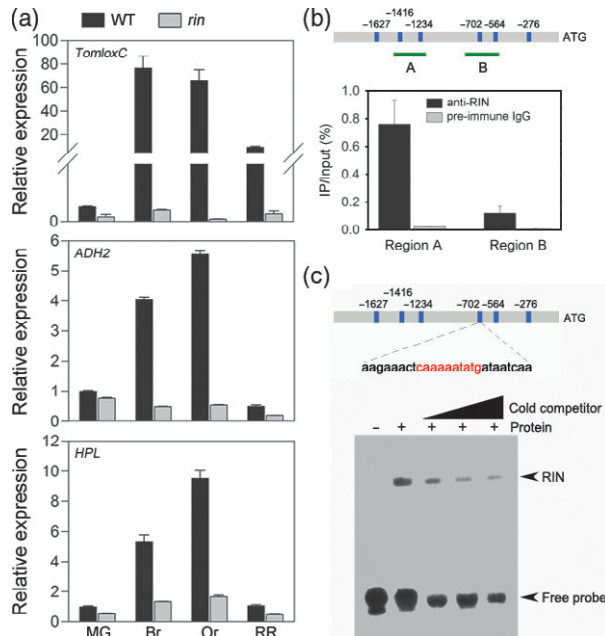 (a)
WT rin
TomloxC
Relative expression
100
80
60
40
20
0
ADH2
Relative expression
6
5
4
3
2
1
0
HPL
Relative expression
12
10
8
6
4
2
0
MG Br Or RR
(b)
-1416
-1627 -1234 -702 -564 -276
ATG
A B
anti-RIN
pre-immune IgG
IP/Input (%)
1.0
0.8
0.6
0.4
0.2
0.0
Region A Region B
(c)
-1416
-1627 -1234 -702 -564 -276
ATG
aagaaactcaaaaatatgataatcaa
Cold competitor
- + + + + Protein
RIN
Free probe